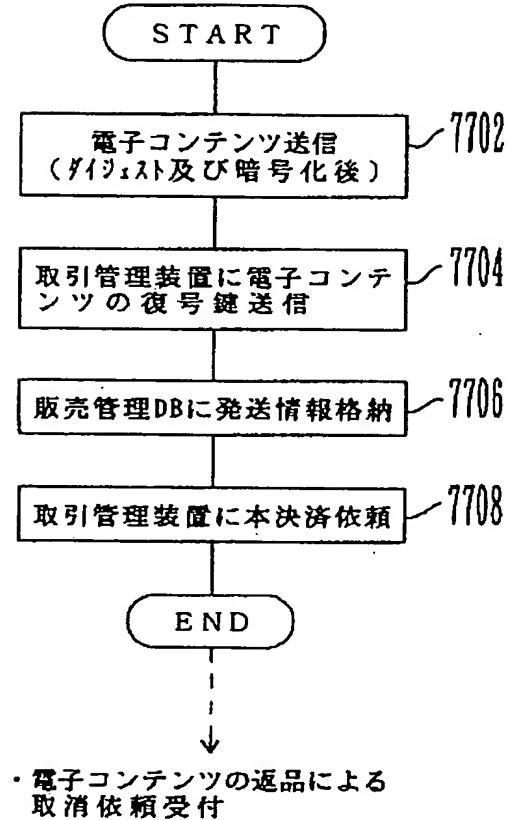 START
電子コンテンツ送信
(ダイジェスト及び暗号化後)
7702
取引管理装置に電子コンテ
ンツの復号鍵送信
7704
販売管理DBに発送情報格納
7706
取引管理装置に本決済依頼
7708
END
・電子コンテンツの返品による
取消依頼受付